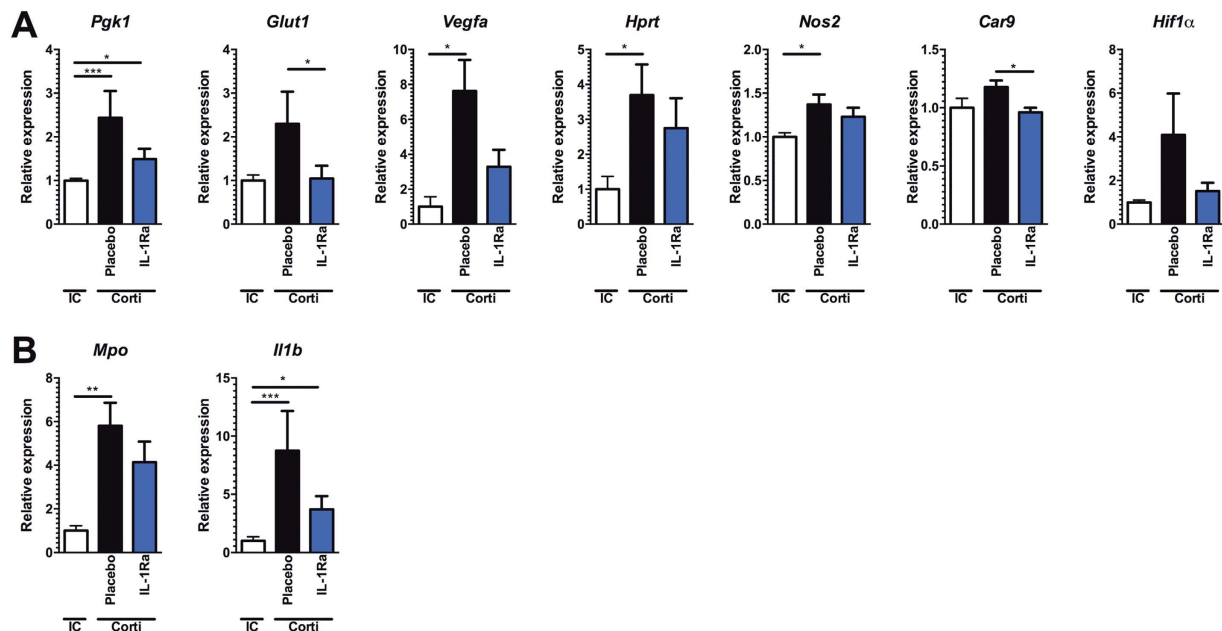 A
Pgk1 Glut1 Vegfa Hprt Nos2 Car9 Hif1α
Relative expression
4
3
2
1
0
*
***
Placebo
IL-1Ra
IC Corti
Relative expression
4
3
2
1
0
*
Placebo
IL-1Ra
IC Corti
Relative expression
10
8
6
4
2
0
*
Placebo
IL-1Ra
IC Corti
Relative expression
5
4
3
2
1
0
*
Placebo
IL-1Ra
IC Corti
Relative expression
2.0
1.5
1.0
0.5
0.0
*
Placebo
IL-1Ra
IC Corti
Relative expression
1.5
1.0
0.5
0.0
*
Placebo
IL-1Ra
IC Corti
Relative expression
8
6
4
2
0
Placebo
IL-1Ra
IC Corti
B
Mpo Il1b
Relative expression
8
6
4
2
0
**
Placebo
IL-1Ra
IC Corti
Relative expression
15
10
5
0
*
***
Placebo
IL-1Ra
IC Corti